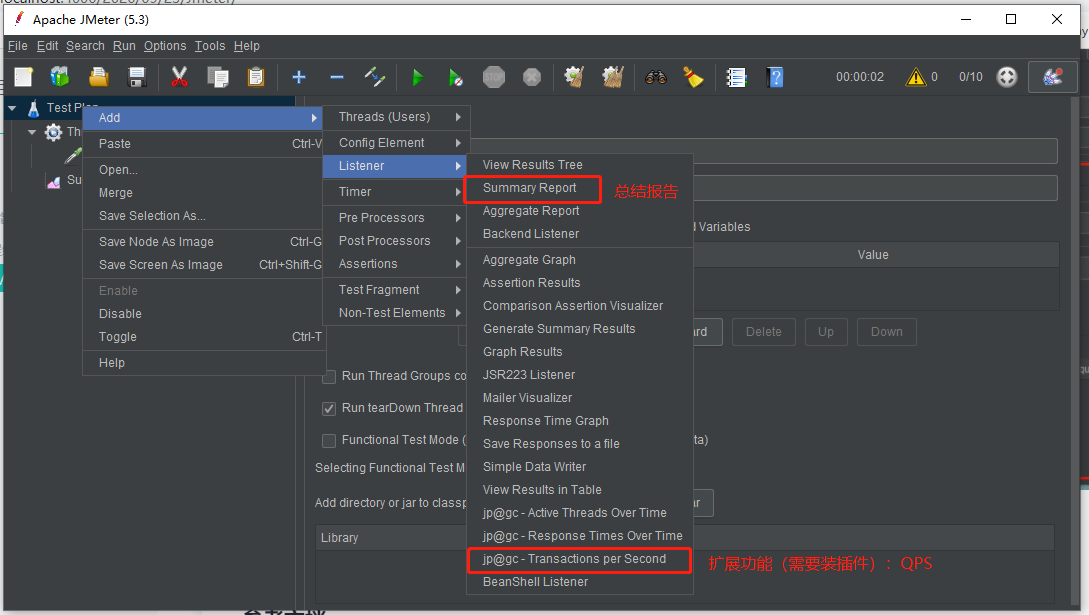 Apache JMeter (5.3)
File Edit Search Run Options Tools Help
00:00:02 0 0/10
Test Plan
Add
Paste Ctrl-V
Open...
Merge
Save Selection As...
Save Node As Image Ctrl-G
Save Screen As Image Ctrl+Shift-G
Enable
Disable
Toggle Ctrl-T
Help
Threads (Users)
Config Element
Listener
Timer
Pre Processors
Post Processors
Assertions
Test Fragment
Non-Test Elements
View Results Tree
Summary Report 总结报告
Aggregate Report
Backend Listener
Aggregate Graph
Assertion Results
Comparison Assertion Visualizer
Generate Summary Results
Graph Results
JSR223 Listener
Mailer Visualizer
Response Time Graph
Save Responses to a file
Simple Data Writer
View Results in Table
jp@gc - Active Threads Over Time
jp@gc - Response Times Over Time
jp@gc - Transactions per Second 扩展功能（需要装插件）：QPS
BeanShell Listener
Variables
Value
Delete Up Down
Run Thread Groups co
Run tearDown Thread
Functional Test Mode (
ta)
Selecting Functional Test M
Add directory or jar to classp
Library